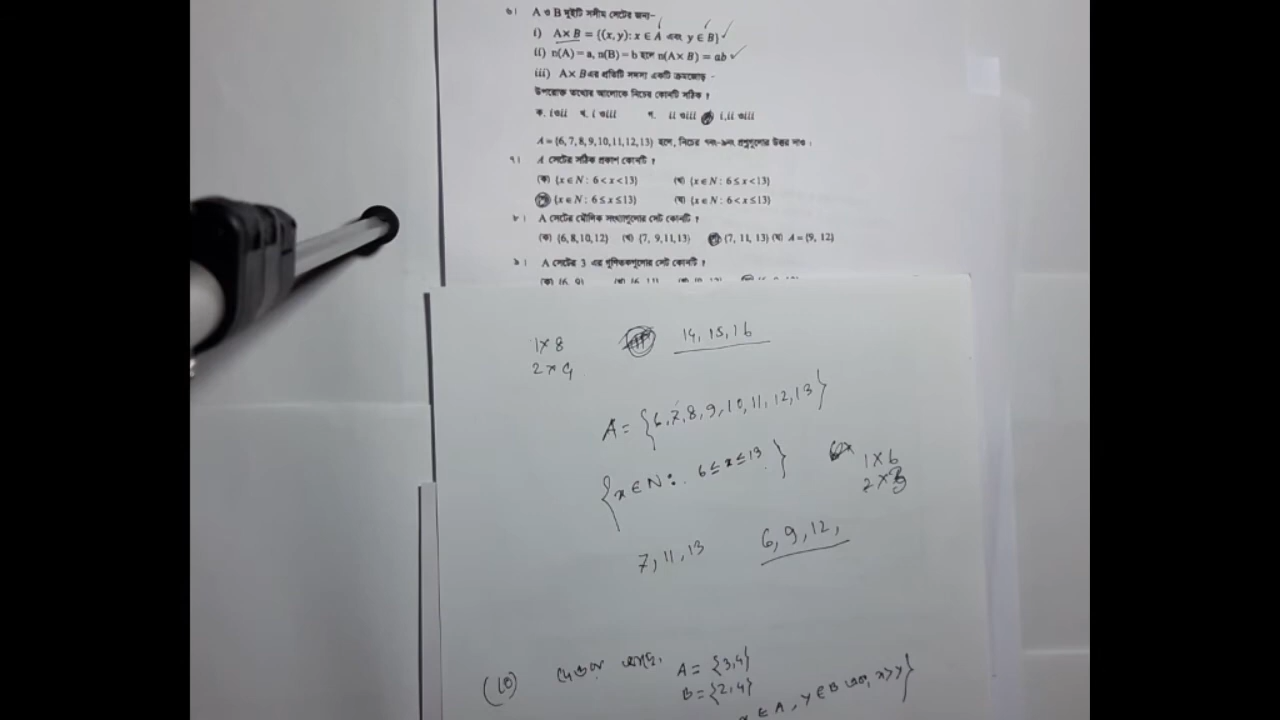 ৬। A ও B দুইটি সসীম সেটের জন্য-
i) A× B = {(x, y): x ∈ A এবং y ∈ B}
(ii) n(A) = a, n(B) = b হলে n(A× B) = ab
iii) A× B এর প্রতিটি সদস্য একটি ক্রমজোড়
উপরোক্ত তথ্যের আলোকে নিচের কোনটি সঠিক ?
ক. i ও ii খ. i ও iii গ. ii ও iii i, ii ও iii
A = {6, 7, 8, 9, 10, 11, 12, 13} হলে, নিচের ৭নং-৯নং প্রশ্নগুলোর উত্তর দাও :
৭। A সেটের সঠিক প্রকাশ কোনটি ?
(ক) {x ∈ N : 6 < x < 13} (খ) {x ∈ N : 6 ≤ x < 13}
{x ∈ N : 6 ≤ x ≤ 13} (ঘ) {x ∈ N : 6 < x ≤ 13}
৮। A সেটের মৌলিক সংখ্যাগুলোর সেট কোনটি ?
(ক) {6, 8, 10, 12} (খ) {7, 9, 11, 13} {7, 11, 13} (ঘ) A = {9, 12}
৯। A সেটের 3 এর গুণিতকগুলোর সেট কোনটি ?
1 × 8
14, 15, 16
2 × 4
A = {6, 7, 8, 9, 10, 11, 12, 13}
{x ∈ N : 6 ≤ x ≤ 13}
1 × 6
2 × 3
7, 11, 13
6, 9, 12,
(10) দেওয়া আছে, A = {3, 4}
B = {2, 4}
x ∈ A, y ∈ B এবং x > y}